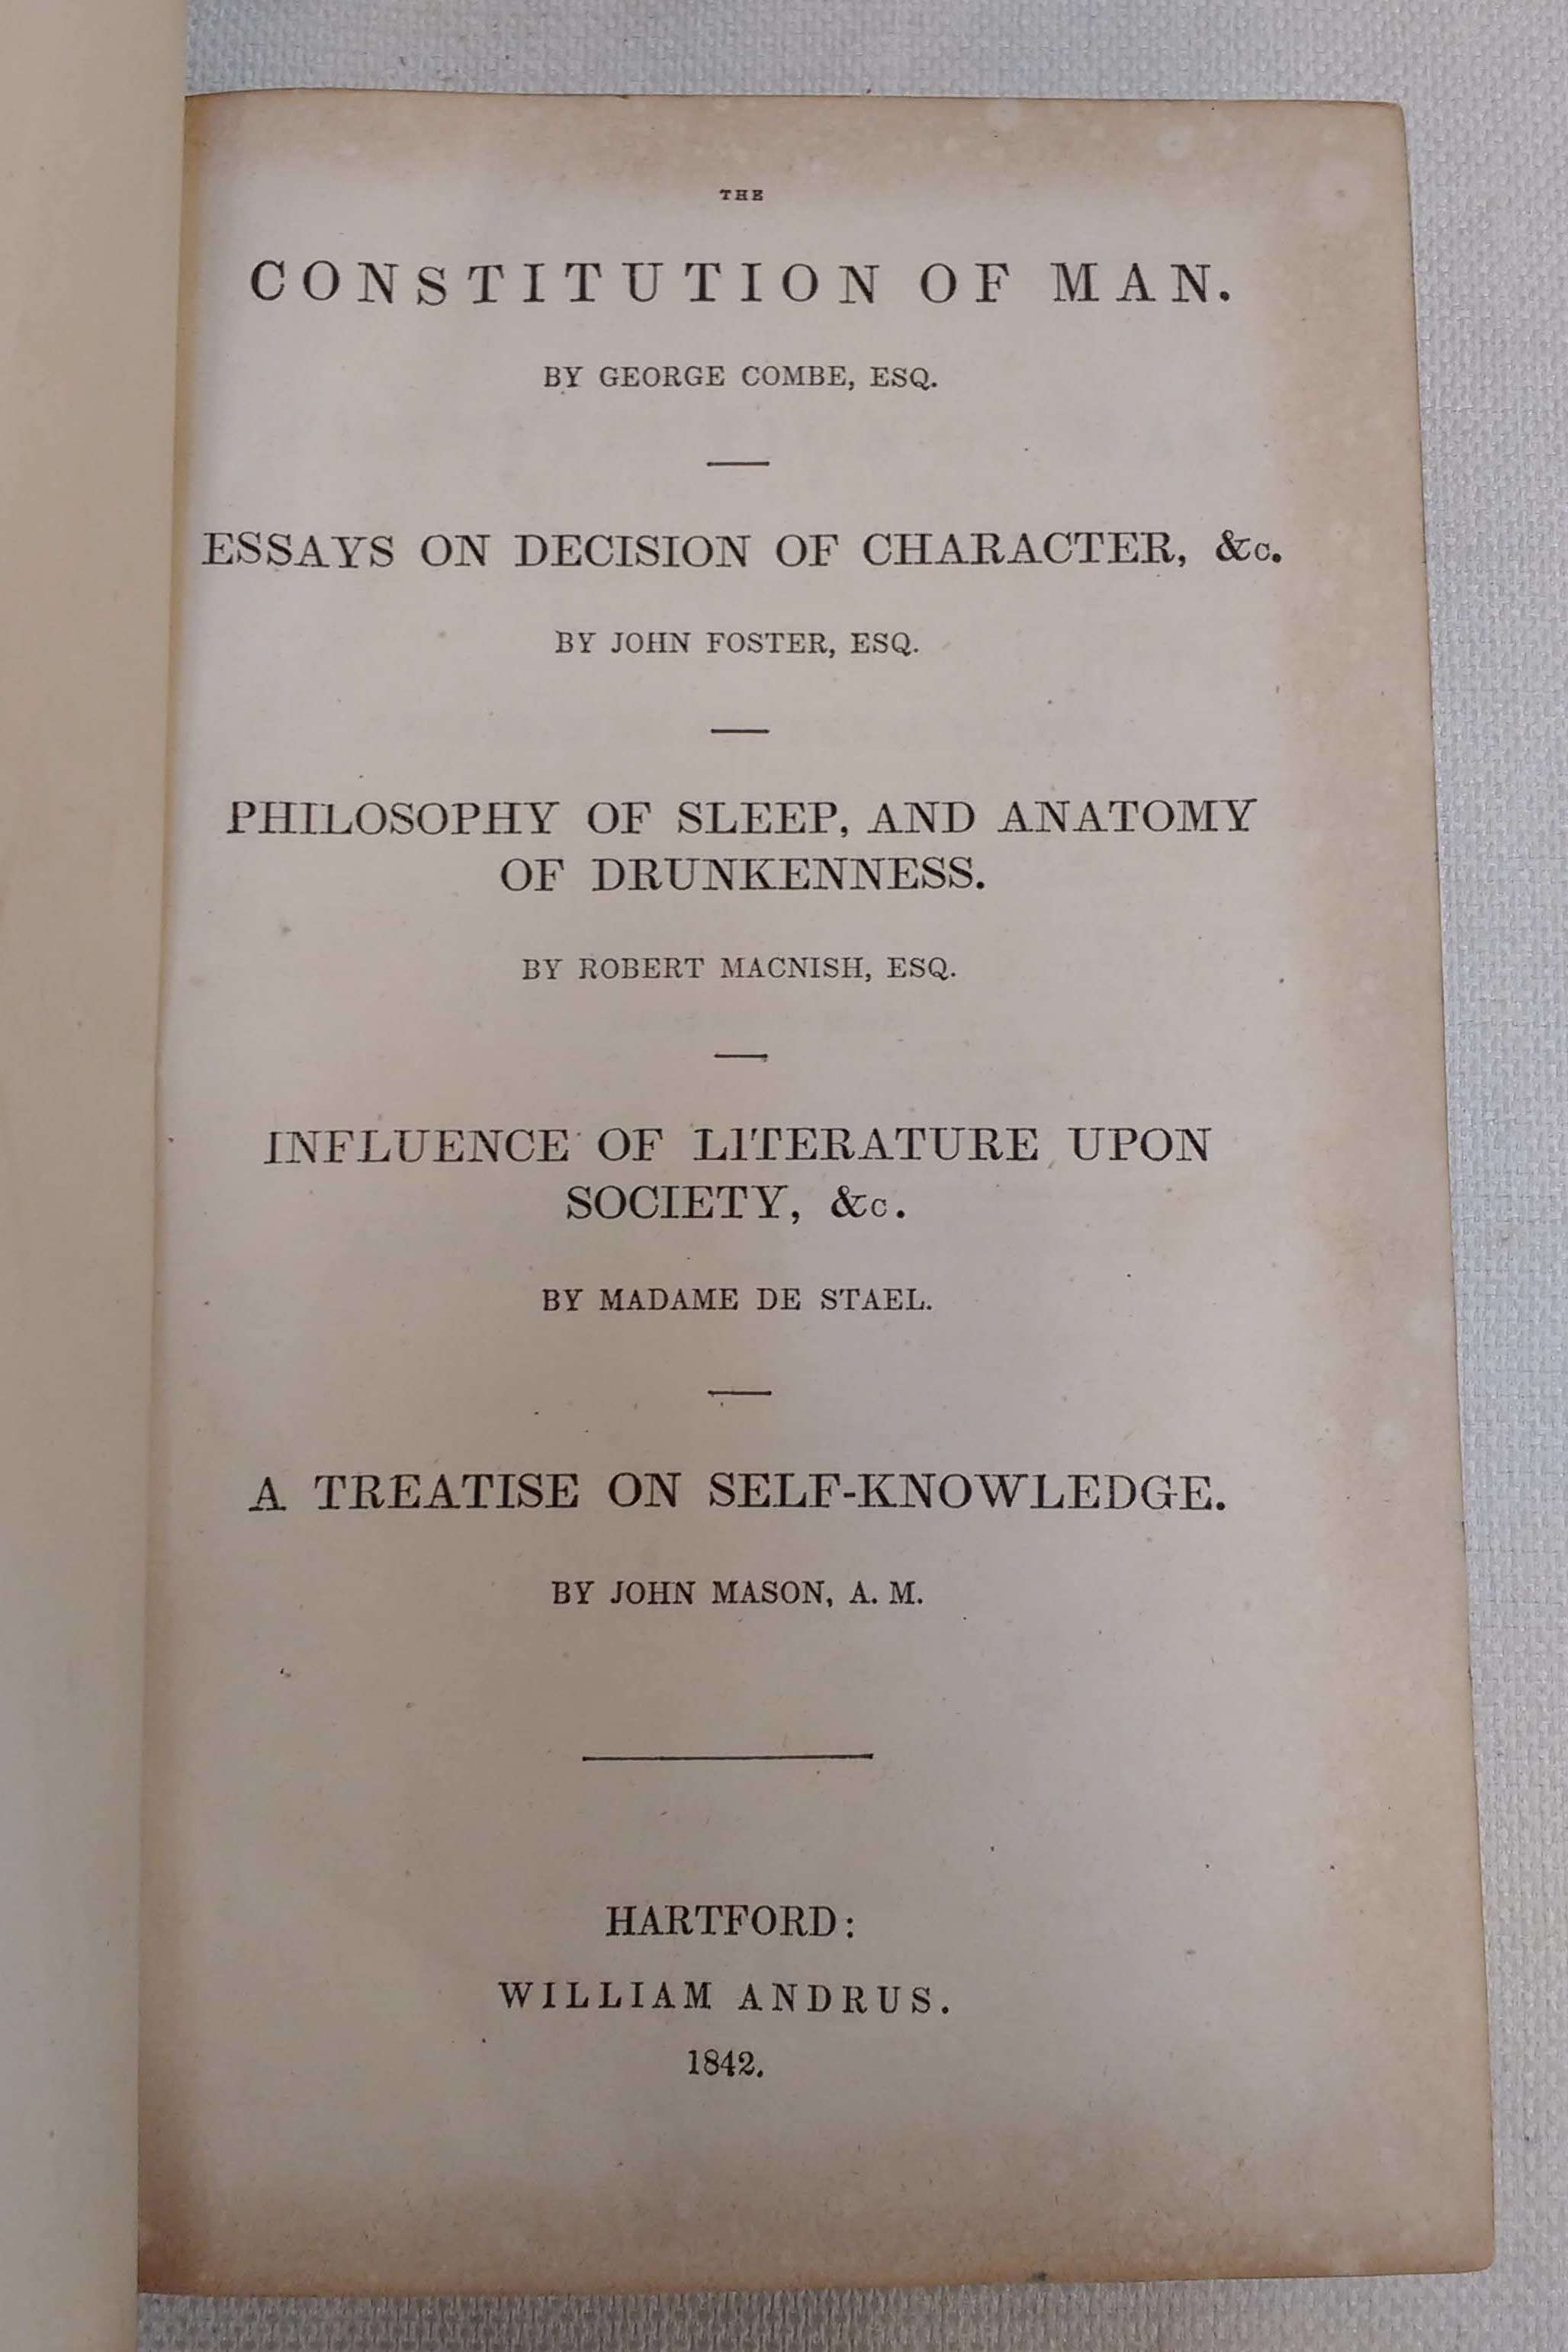 THE
CONSTITUTION OF MAN.
BY GEORGE COMBE, ESQ.
ESSAYS ON DECISION OF CHARACTER, &c.
BY JOHN FOSTER, ESQ.
PHILOSOPHY OF SLEEP, AND ANATOMY
OF DRUNKENNESS.
BY ROBERT MACNISH, ESQ.
INFLUENCE OF LITERATURE UPON
SOCIETY, &c.
BY MADAME DE STAEL.
A TREATISE ON SELF-KNOWLEDGE.
BY JOHN MASON, A. M.
HARTFORD:
WILLIAM ANDRUS.
1842.